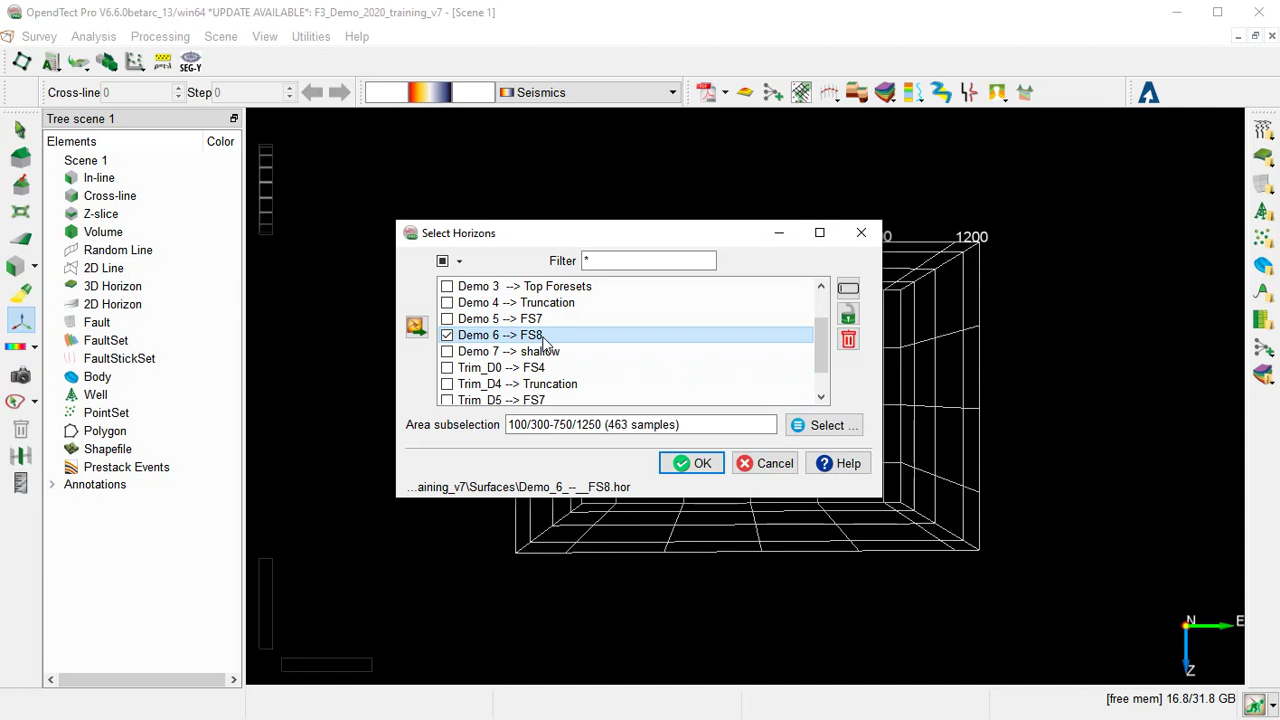 OpendTect Pro V6.6.0betarc_13/win64 *UPDATE AVAILABLE*: F3_Demo_2020_training_v7 - [Scene 1]
Survey Analysis Processing Scene View Utilities Help
SEG-Y
Cross-line 0 Step 0 Seismics PDF
Tree scene 1
Elements Color
Scene 1
In-line
Cross-line
Z-slice
Volume
Random Line
2D Line
3D Horizon
2D Horizon
Fault
FaultSet
FaultStickSet
Body
Well
PointSet
Polygon
Shapefile
Prestack Events
Annotations
1200
Select Horizons
Filter *
Demo 3 --> Top Foresets
Demo 4 --> Truncation
Demo 5 --> FS7
Demo 6 --> FS8
Demo 7 --> shallow
Trim_D0 --> FS4
Trim_D4 --> Truncation
Trim_D5 --> FS7
Area subselection 100/300-750/1250 (463 samples) Select ...
OK Cancel Help
...aining_v7\Surfaces\Demo_6_--__FS8.hor
N E
Z
[free mem] 16.8/31.8 GB